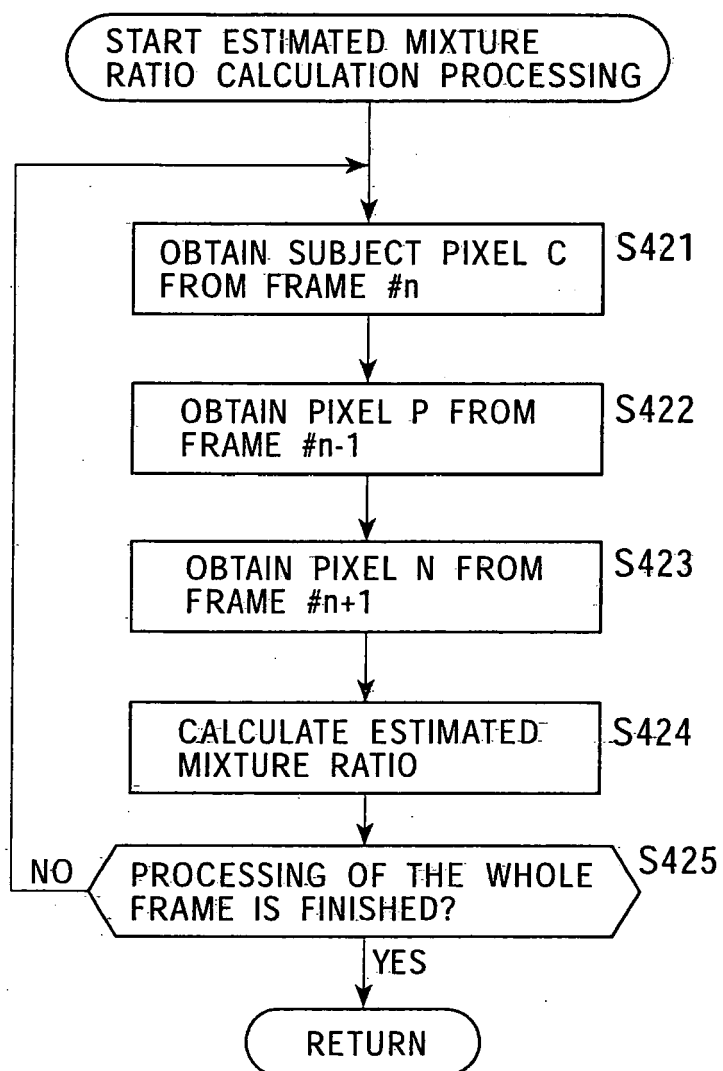 START ESTIMATED MIXTURE
RATIO CALCULATION PROCESSING
OBTAIN SUBJECT PIXEL C
FROM FRAME #n
S421
OBTAIN PIXEL P FROM
FRAME #n-1
S422
OBTAIN PIXEL N FROM
FRAME #n+1
S423
CALCULATE ESTIMATED
MIXTURE RATIO
S424
PROCESSING OF THE WHOLE
FRAME IS FINISHED?
S425
NO
YES
RETURN